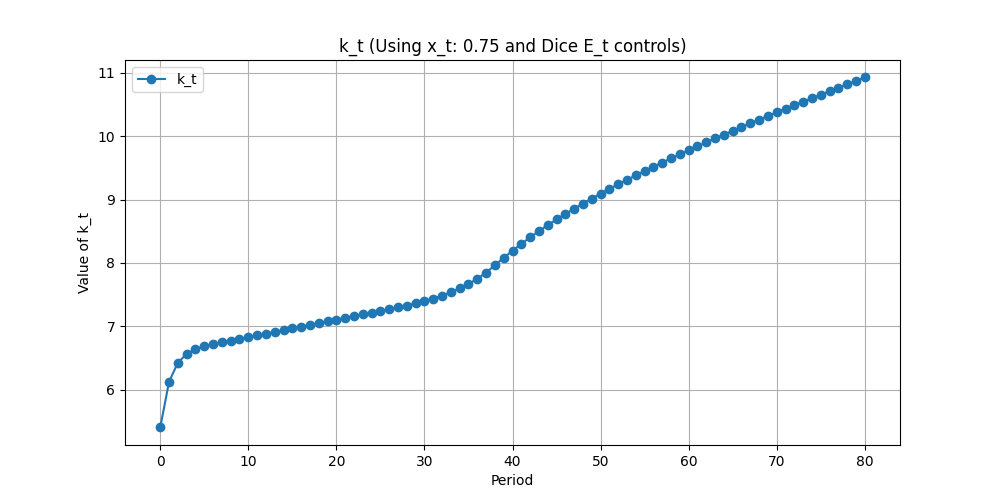 k_t (Using x_t: 0.75 and Dice E_t controls)
k_t
Value of k_t
11
10
9
8
7
6
0 10 20 30 40 50 60 70 80
Period